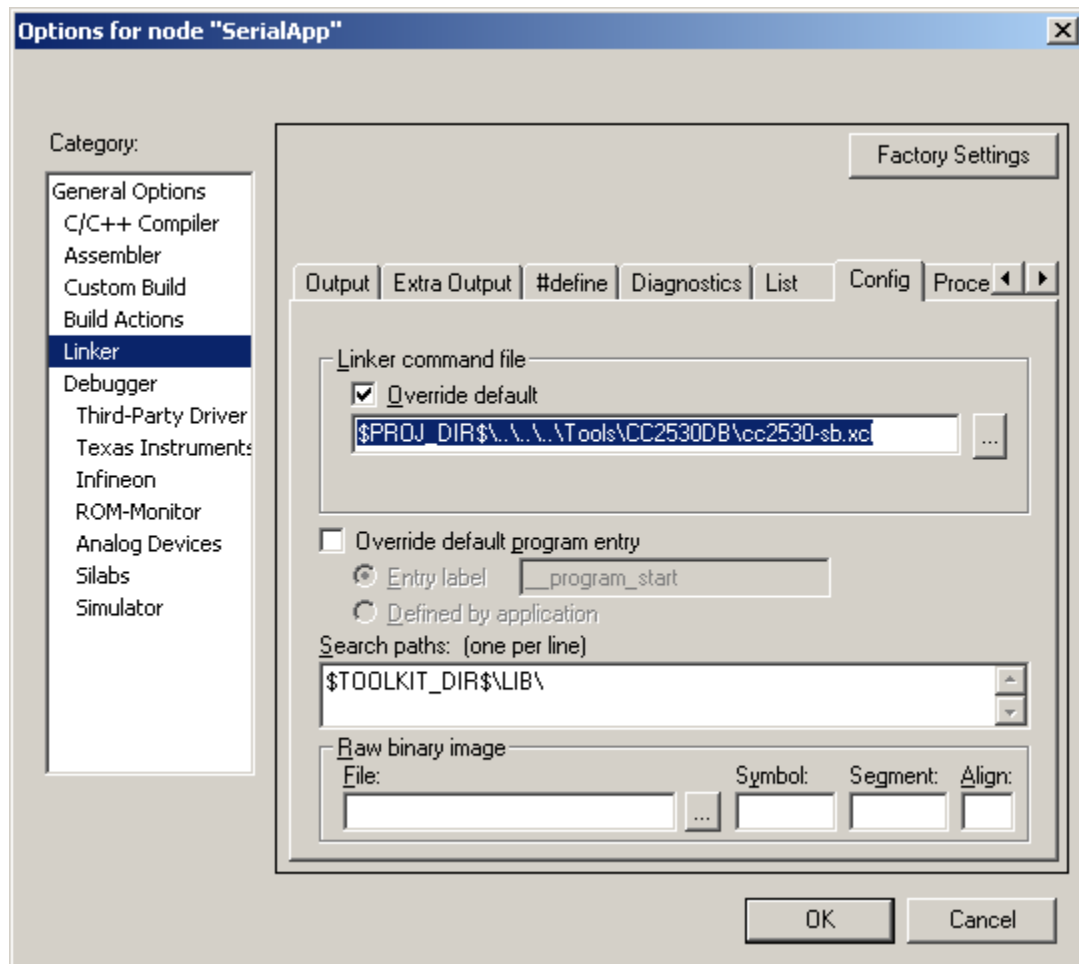 Options for node "SerialApp"
Category:
General Options
C/C++ Compiler
Assembler
Custom Build
Build Actions
Linker
Debugger
Third-Party Driver
Texas Instruments
Infineon
ROM-Monitor
Analog Devices
Silabs
Simulator
Factory Settings
Output Extra Output #define Diagnostics List Config Proce
Linker command file
Override default
$PROJ_DIR$\..\..\..\Tools\CC2530DB\cc2530-sb.xcl
...
Override default program entry
Entry label __program_start
Defined by application
Search paths: (one per line)
$TOOLKIT_DIR$\LIB\
Raw binary image
File: Symbol: Segment: Align:
...
OK Cancel